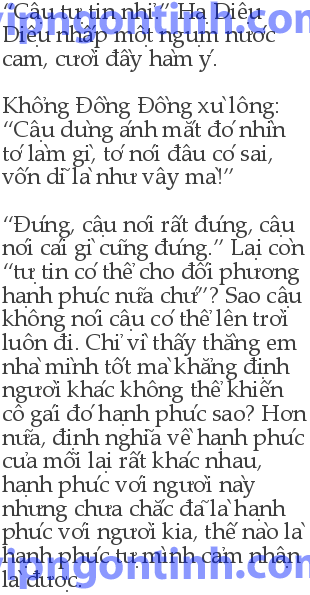 “Cậu tự tin nhỉ.” Hạ Diệu
Diệu nhấp một ngụm nước
cam, cười đầy hàm ý.
Khổng Đồng Đồng xù lông:
“Cậu dùng ánh mắt đó nhìn
tớ làm gì, tớ nói đâu có sai,
vốn dĩ là như vậy mà!”
“Đúng, cậu nói rất đúng, cậu
nói cái gì cũng đúng.” Lại còn
“tự tin có thể cho đối phương
hạnh phúc nữa chứ”? Sao cậu
không nói cậu có thể lên trời
luôn đi. Chỉ vì thấy thằng em
nhà mình tốt mà khẳng định
người khác không thể khiến
cô gái đó hạnh phúc sao? Hơn
nữa, định nghĩa về hạnh phúc
của mỗi lại rất khác nhau,
hạnh phúc với người này
nhưng chưa chắc đã là hạnh
phúc với người kia, thế nào là
hạnh phúc tự mình cảm nhận
là được.
vipngontinh.com